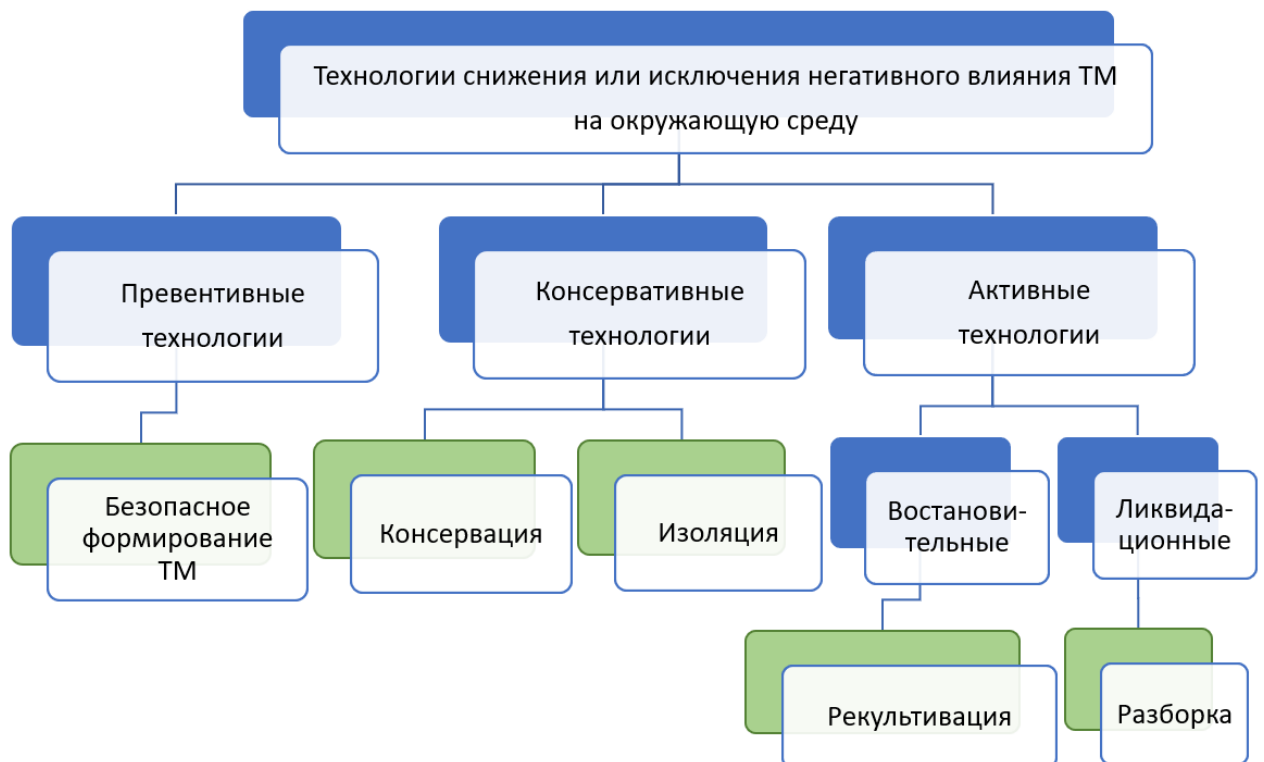 Технологии снижения или исключения негативного влияния ТМ
на окружающую среду
Превентивные
технологии
Консервативные
технологии
Активные
технологии
Безопасное
формирование
ТМ
Консервация
Изоляция
Востанови-
тельные
Ликвида-
ционные
Рекультивация
Разборка